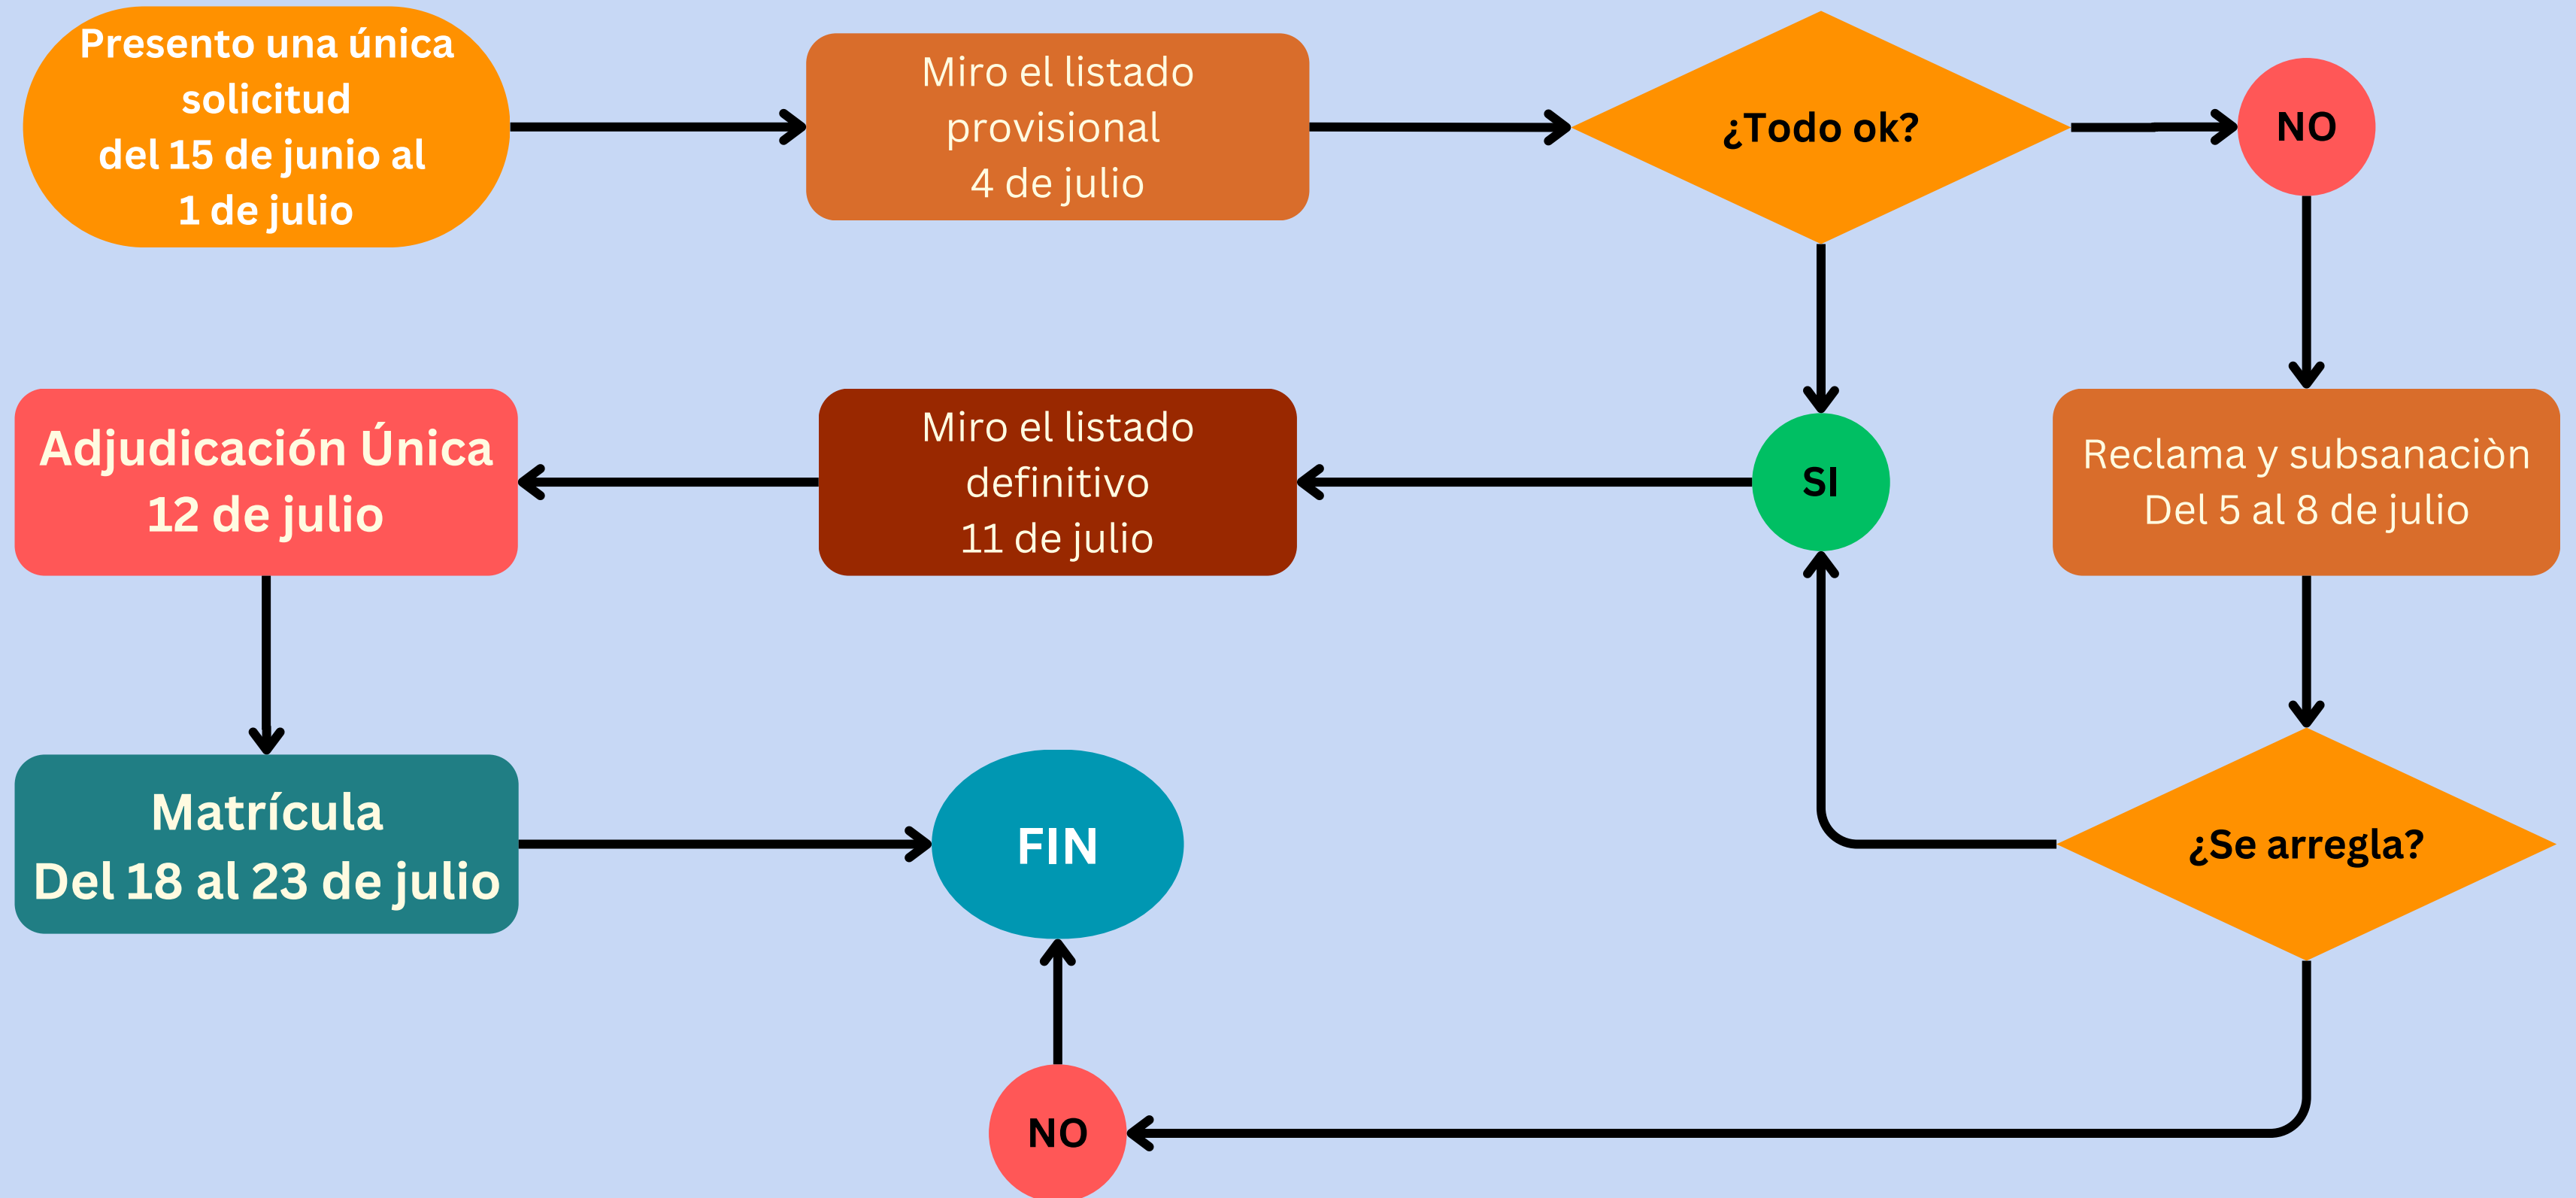 Presento una única
solicitud
del 15 de junio al
1 de julio
Miro el listado
provisional
4 de julio
¿Todo ok?
NO
Adjudicación Única
12 de julio
Miro el listado
definitivo
11 de julio
SI
Reclama y subsanaciòn
Del 5 al 8 de julio
Matrícula
Del 18 al 23 de julio
FIN
¿Se arregla?
NO